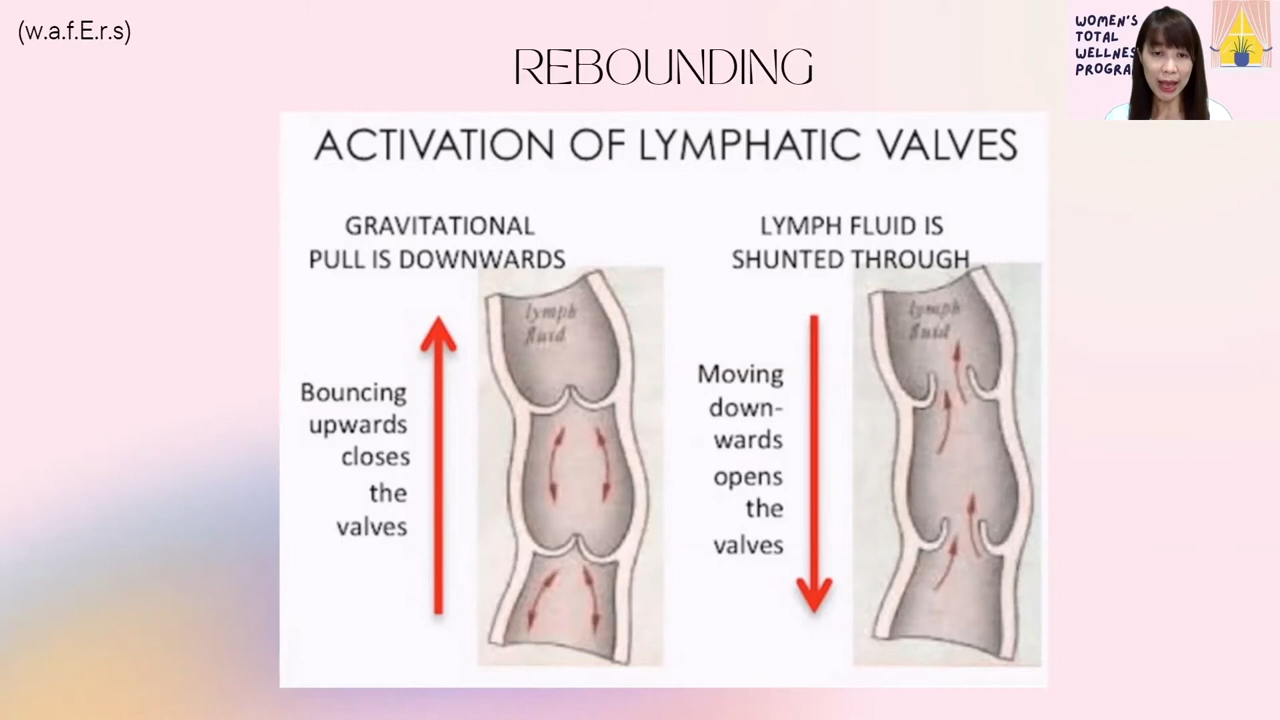 (w.a.f.E.r.s)
REBOUNDING
WOMEN'S
TOTAL
WELLNES
PROGRA
ACTIVATION OF LYMPHATIC VALVES
GRAVITATIONAL
PULL IS DOWNWARDS
lymph
fluid
Bouncing
upwards
closes
the
valves
LYMPH FLUID IS
SHUNTED THROUGH
lymph
fluid
Moving
down-
wards
opens
the
valves